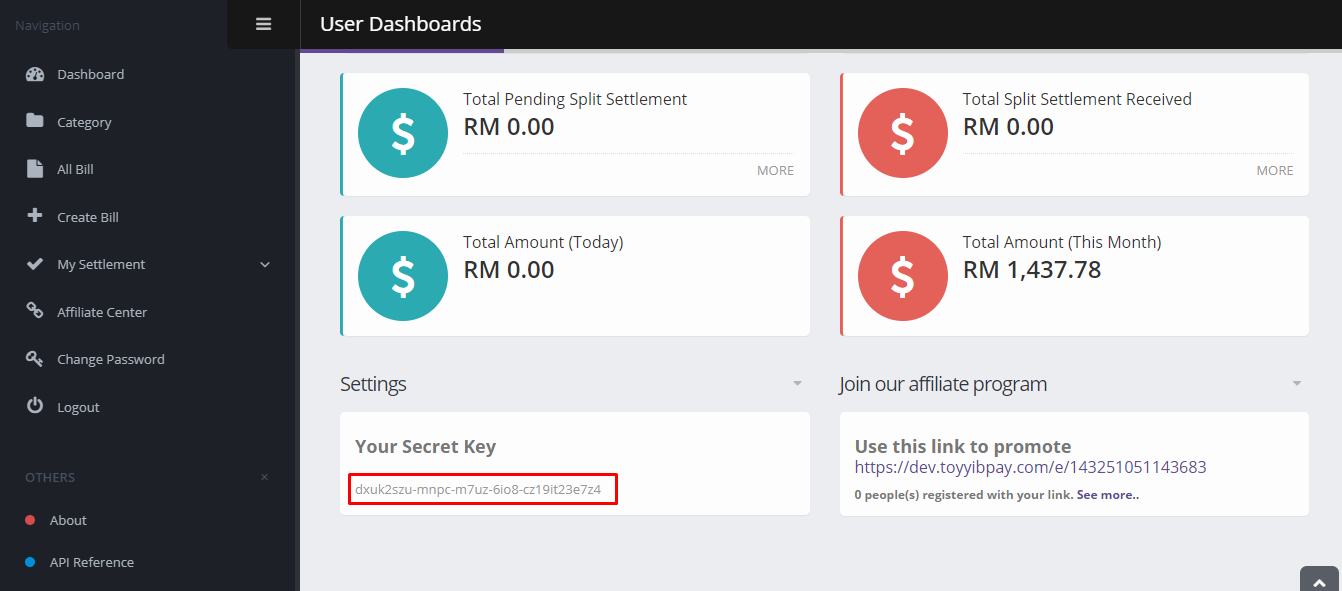 Navigation
User Dashboards
Dashboard
Category
All Bill
Create Bill
My Settlement
Affiliate Center
Change Password
Logout
OTHERS
About
API Reference
Total Pending Split Settlement
RM 0.00
MORE
Total Split Settlement Received
RM 0.00
MORE
Total Amount (Today)
RM 0.00
Total Amount (This Month)
RM 1,437.78
Settings
Your Secret Key
dxuk2szu-mnpc-m7uz-6io8-cz19it23e7z4
Join our affiliate program
Use this link to promote
https://dev.toyyibpay.com/e/143251051143683
0 people(s) registered with your link. See more..